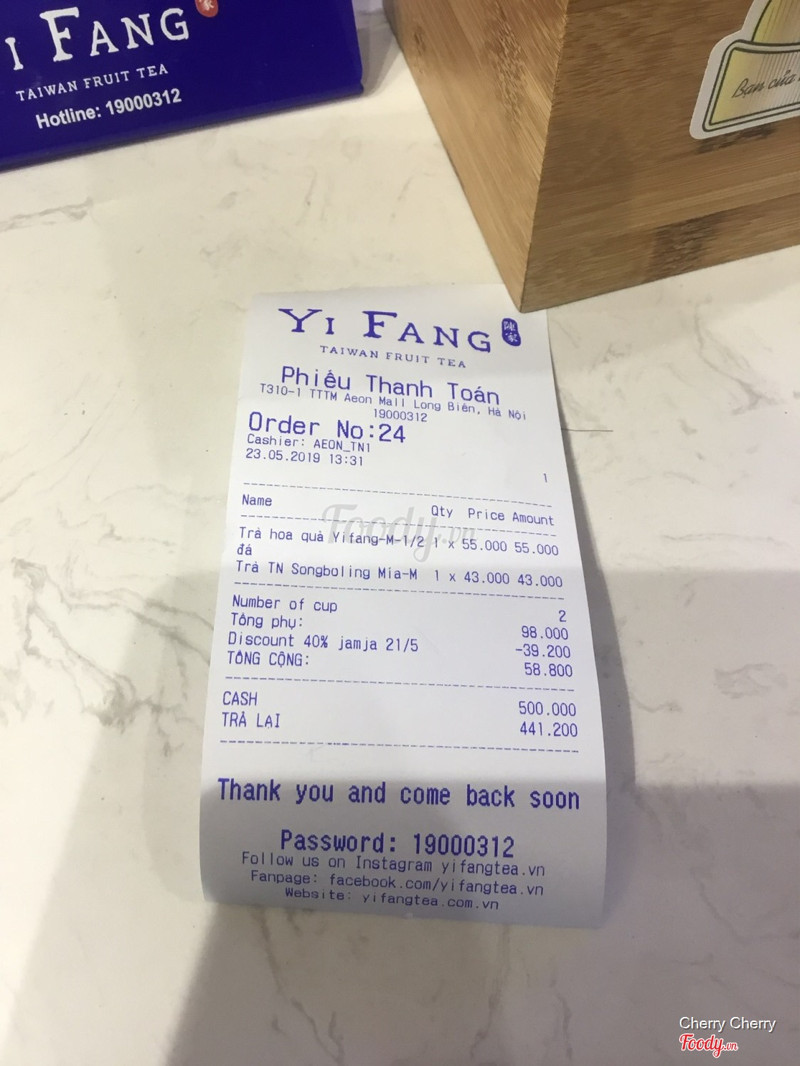 I FANG
TAIWAN FRUIT TEA
Hotline: 19000312
Bạn của
YI FANG 陳家
TAIWAN FRUIT TEA
Phiếu Thanh Toán
T310-1 TTTM Aeon Mall Long Biên, Hà Nội
19000312
Order No:24
Cashier: AEON_TN1
23.05.2019 13:31
1
Name Qty Price Amount
Trà hoa quả Yifang-M-1/2 1 x 55.000 55.000
đá
Trà TN Songboling Mia-M 1 x 43.000 43.000
Number of cup 2
Tổng phụ: 98.000
Discount 40% jamja 21/5 -39.200
TỔNG CỘNG: 58.800
CASH 500.000
TRẢ LẠI 441.200
Thank you and come back soon
Password: 19000312
Follow us on Instagram yifangtea.vn
Fanpage: facebook.com/yifangtea.vn
Website: yifangtea.com.vn
Foody.vn
Cherry Cherry
Foody.vn